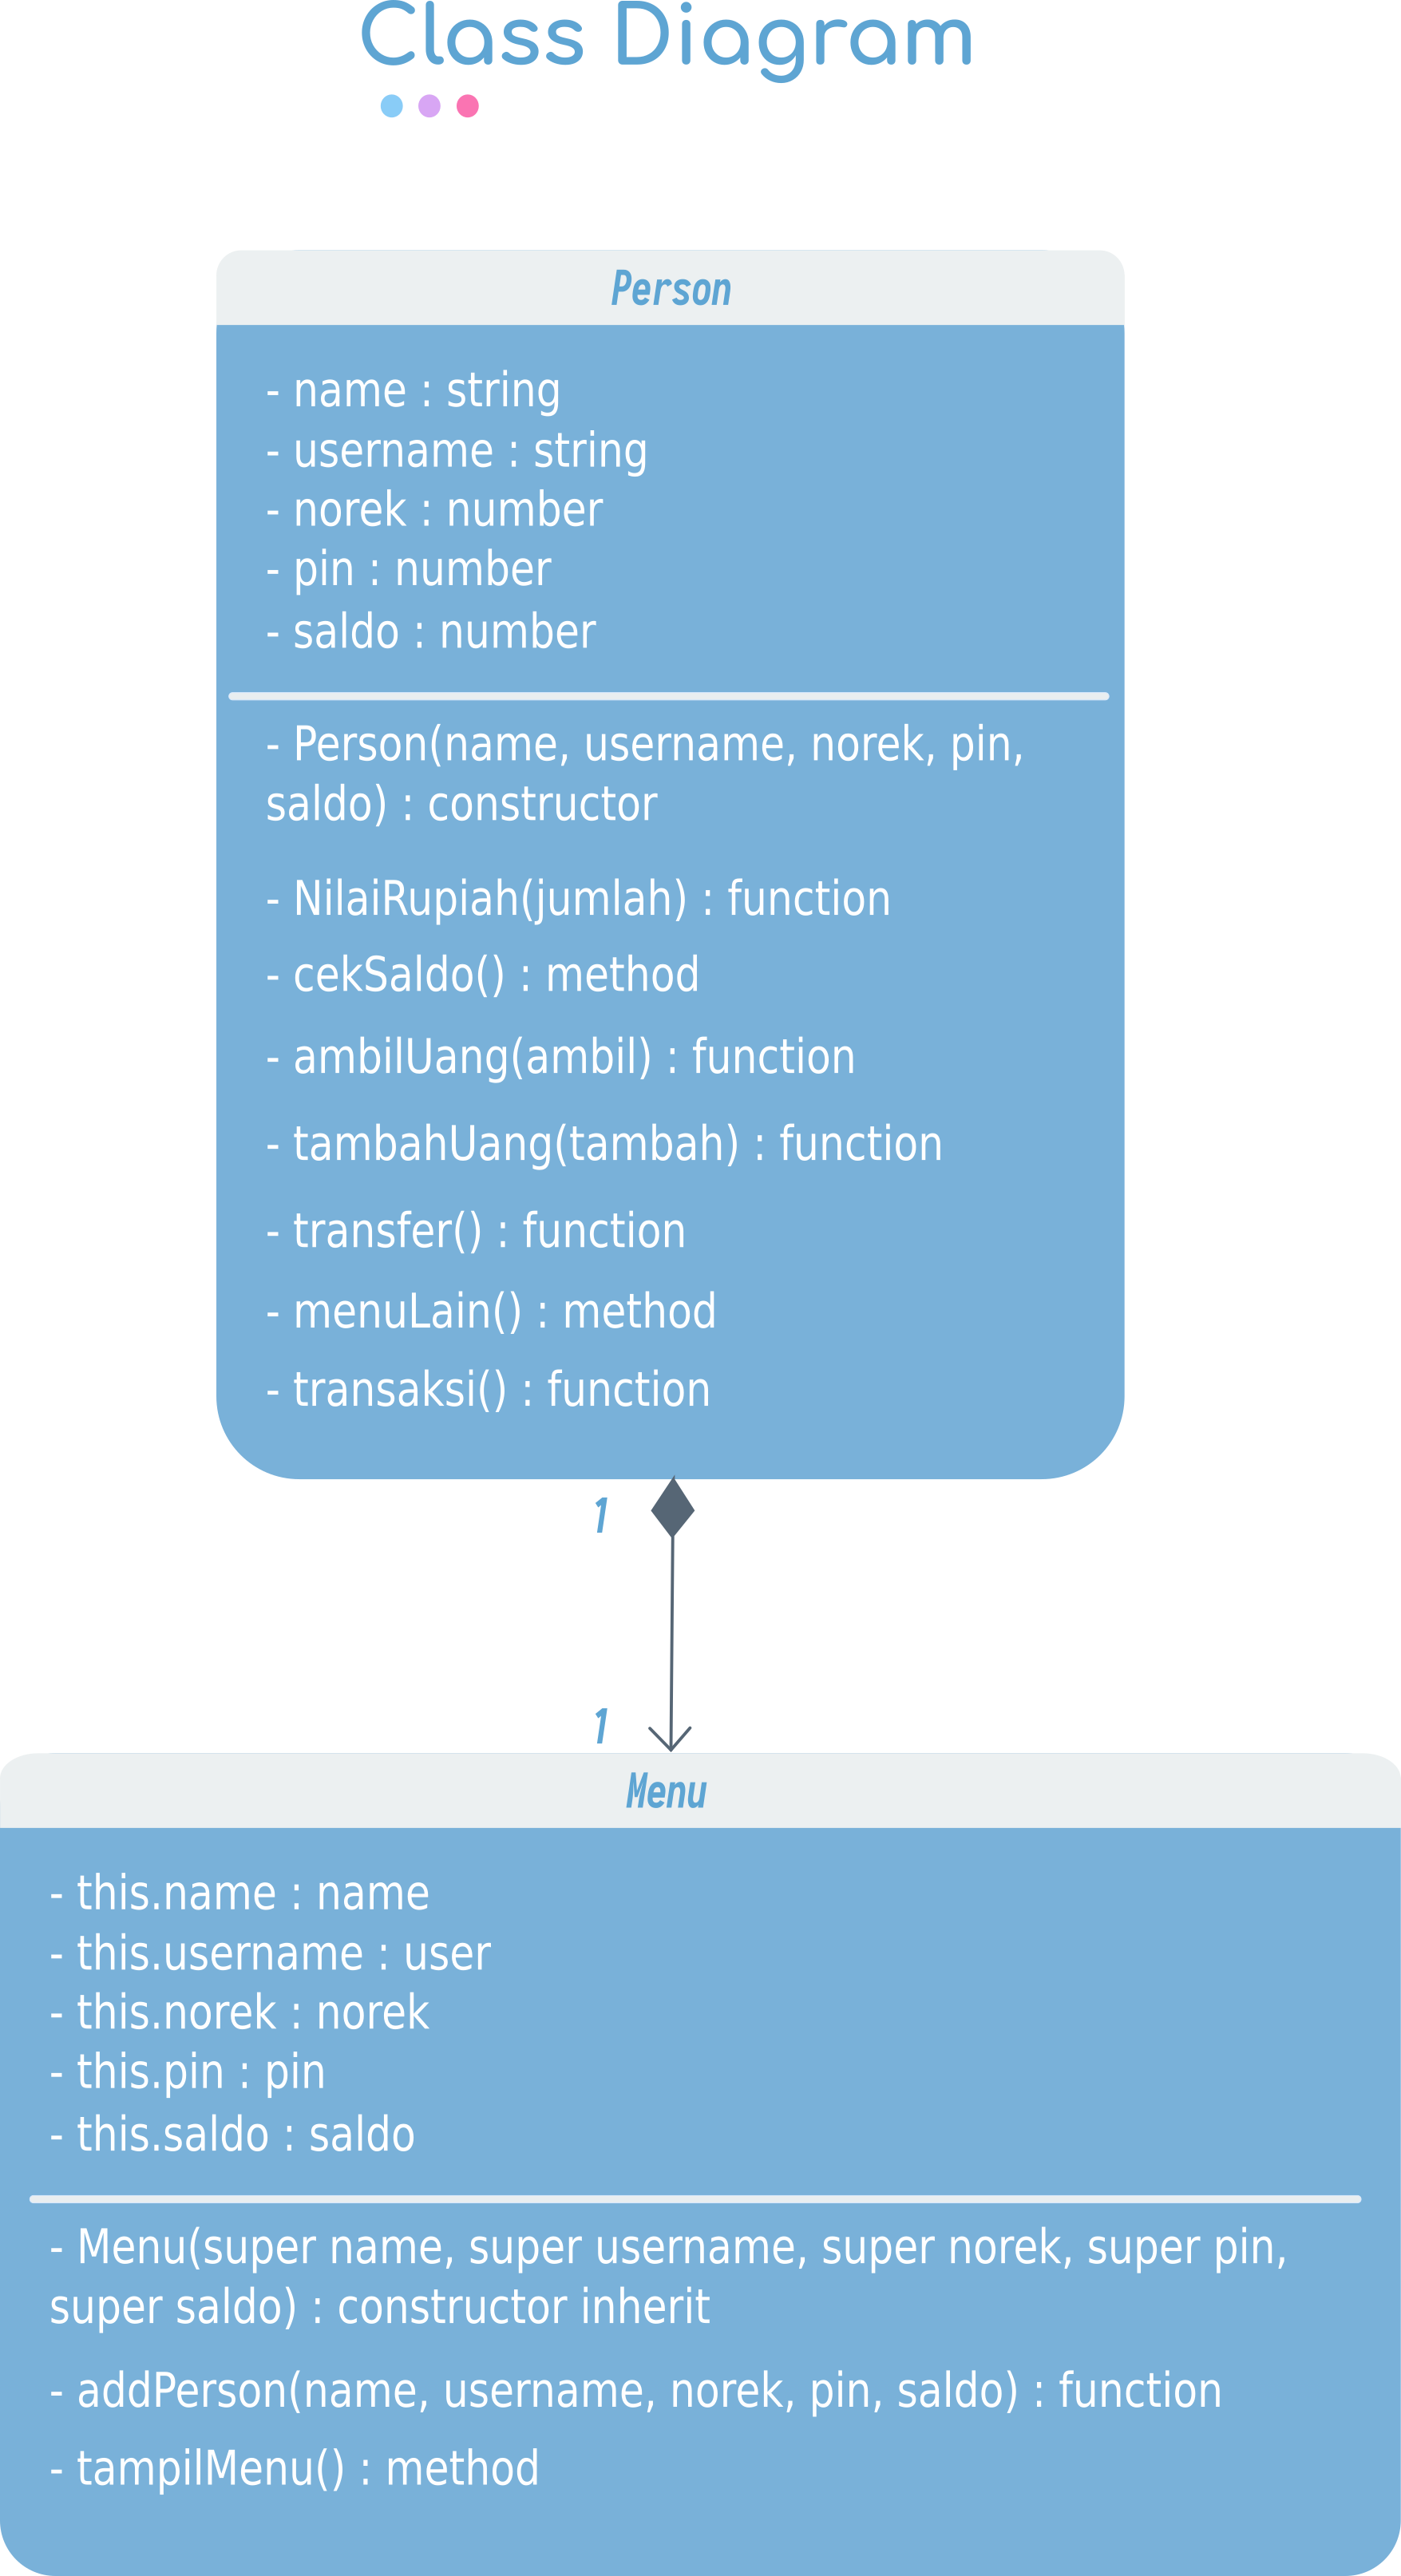 Class Diagram
Person
- name : string
- username : string
- norek : number
- pin : number
- saldo : number
- Person(name, username, norek, pin,
saldo) : constructor
- NilaiRupiah(jumlah) : function
- cekSaldo() : method
- ambilUang(ambil) : function
- tambahUang(tambah) : function
- transfer() : function
- menuLain() : method
- transaksi() : function
1
1
Menu
- this.name : name
- this.username : user
- this.norek : norek
- this.pin : pin
- this.saldo : saldo
- Menu(super name, super username, super norek, super pin,
super saldo) : constructor inherit
- addPerson(name, username, norek, pin, saldo) : function
- tampilMenu() : method